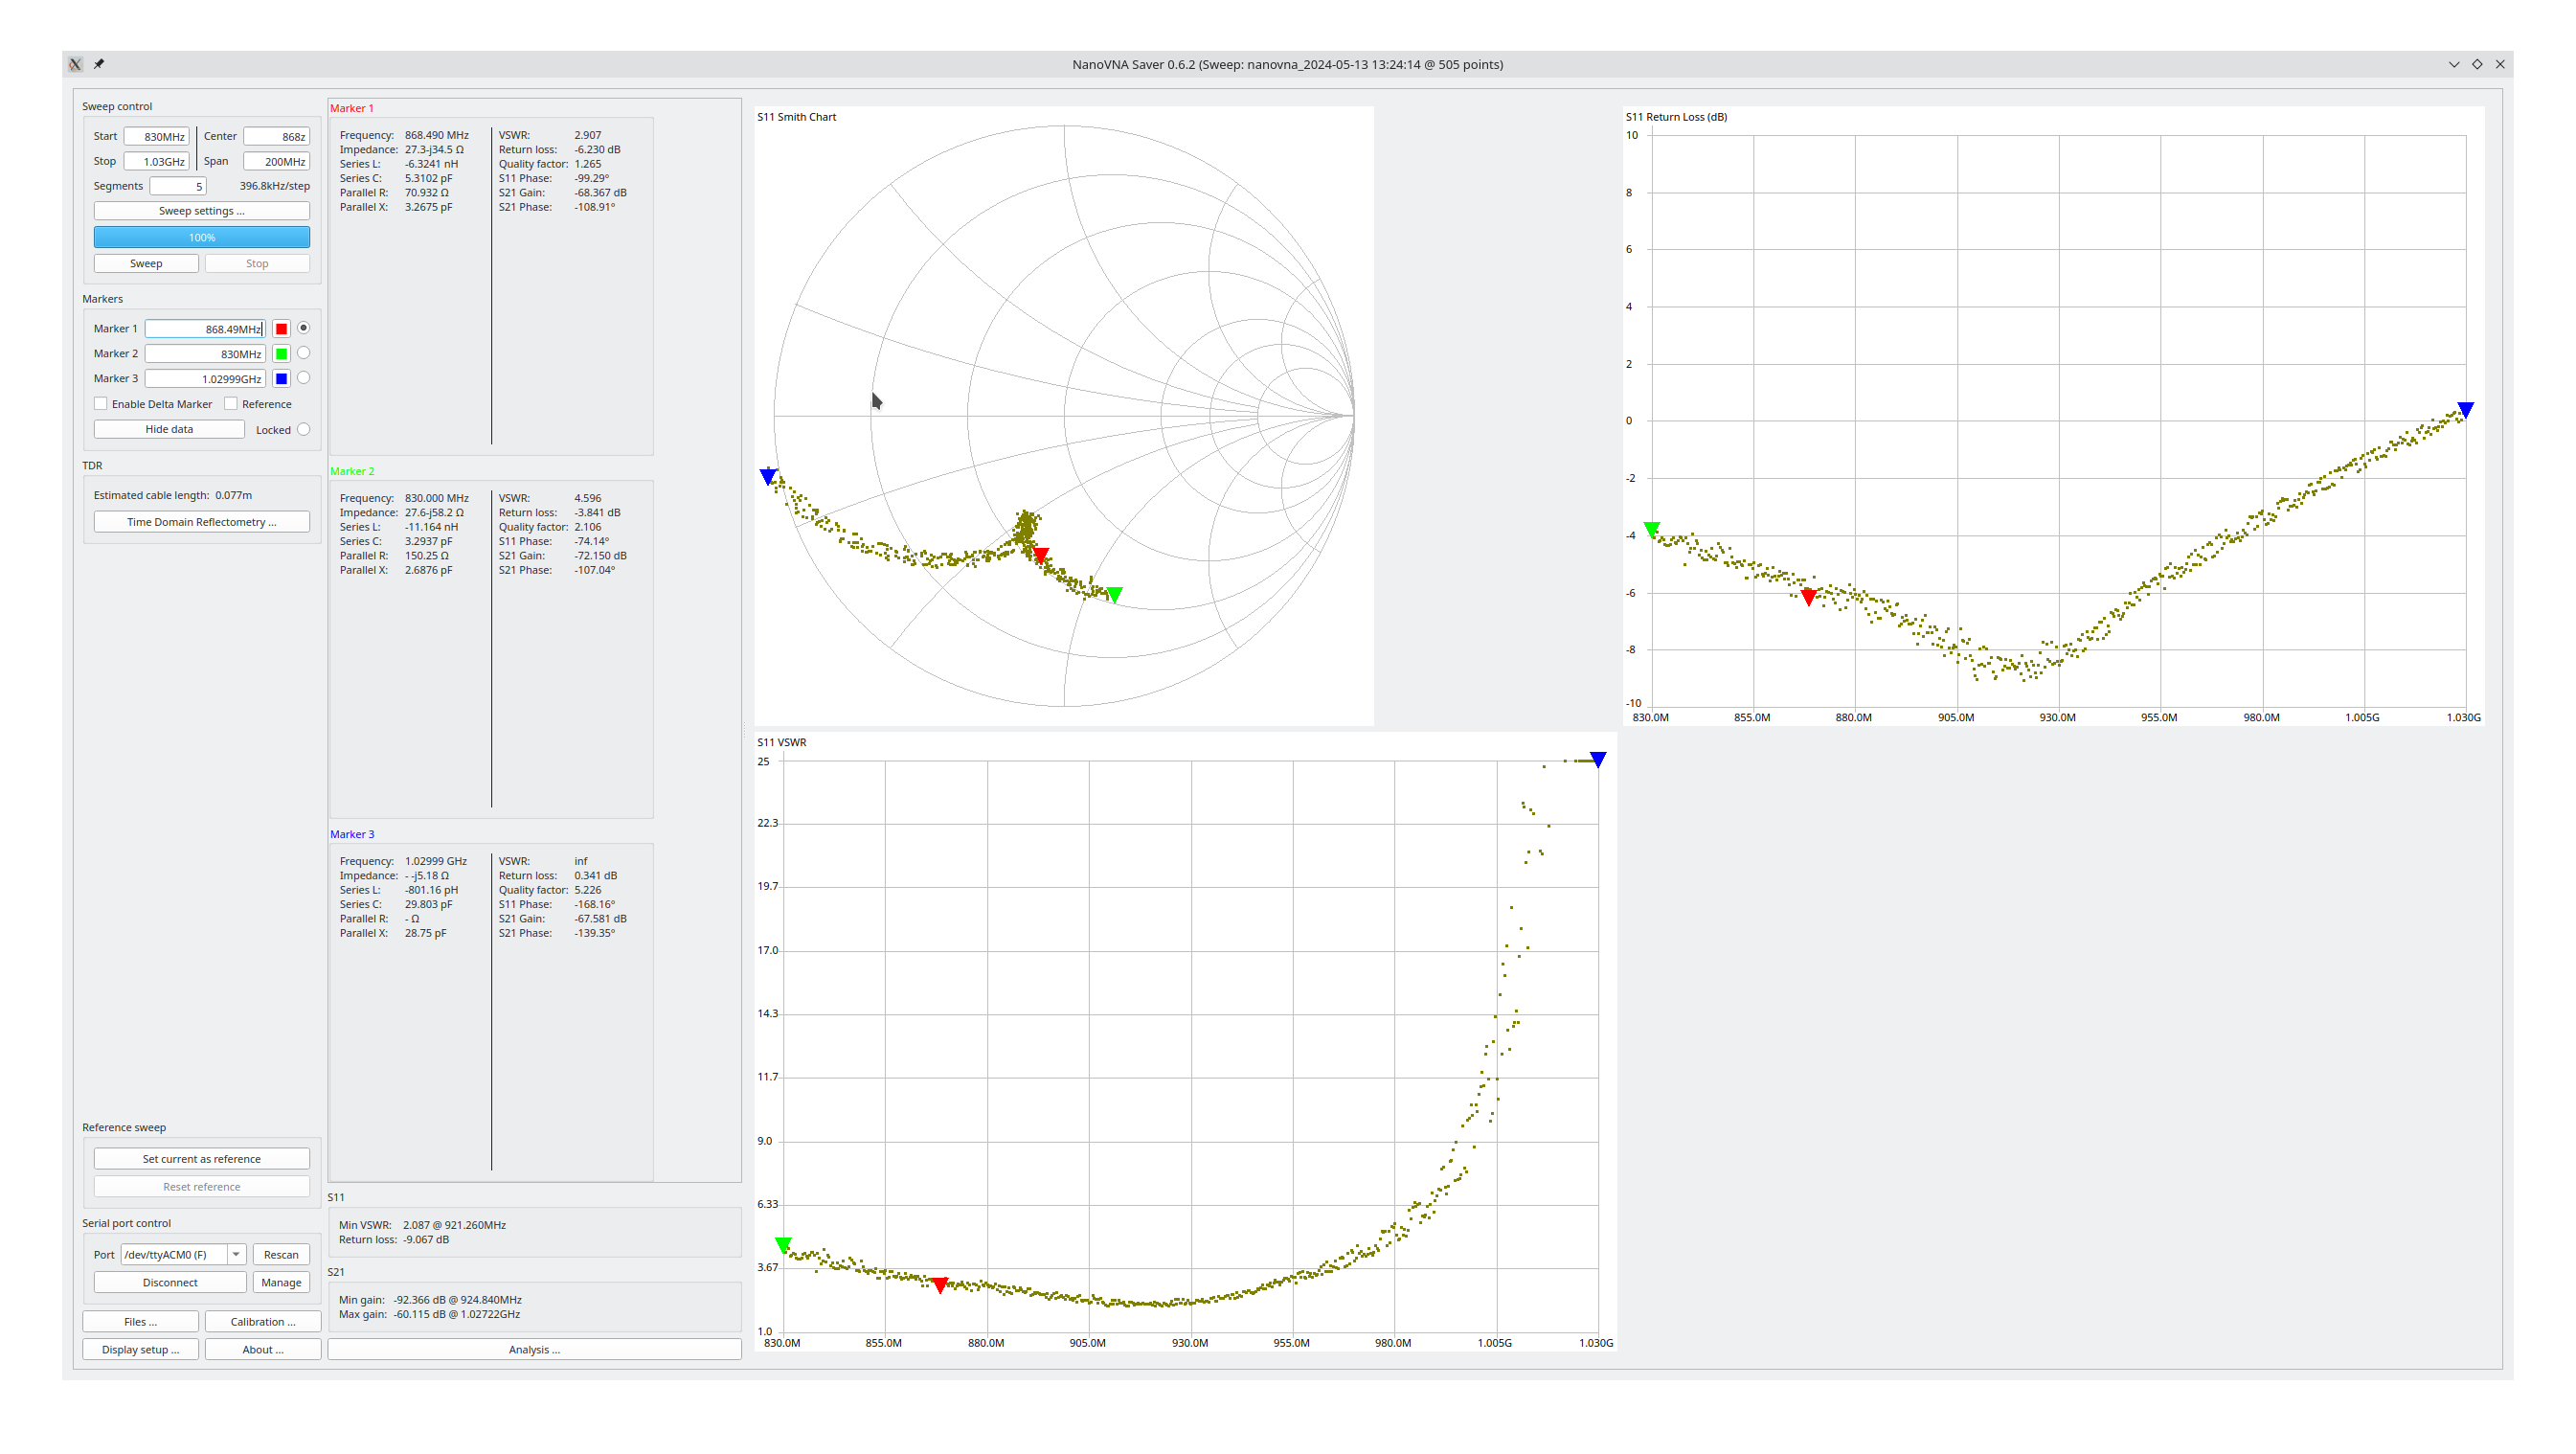 NanoVNA Saver 0.6.2 (Sweep: nanovna_2024-05-13 13:24:14 @ 505 points)
Sweep control
Start 830MHz Center 868z
Stop 1.03GHz Span 200MHz
Segments 5 396.8kHz/step
Sweep settings ...
100%
Sweep Stop
Markers
Marker 1 868.49MHz
Marker 2 830MHz
Marker 3 1.02999GHz
Enable Delta Marker Reference
Hide data Locked
TDR
Estimated cable length: 0.077m
Time Domain Reflectometry ...
Reference sweep
Set current as reference
Reset reference
Serial port control
Port /dev/ttyACM0 (F) Rescan
Disconnect Manage
Files ... Calibration ...
Display setup ... About ...
Marker 1
Frequency: 868.490 MHz VSWR: 2.907
Impedance: 27.3-j34.5 Ω Return loss: -6.230 dB
Series L: -6.3241 nH Quality factor: 1.265
Series C: 5.3102 pF S11 Phase: -99.29°
Parallel R: 70.932 Ω S21 Gain: -68.367 dB
Parallel X: 3.2675 pF S21 Phase: -108.91°
Marker 2
Frequency: 830.000 MHz VSWR: 4.596
Impedance: 27.6-j58.2 Ω Return loss: -3.841 dB
Series L: -11.164 nH Quality factor: 2.106
Series C: 3.2937 pF S11 Phase: -74.14°
Parallel R: 150.25 Ω S21 Gain: -72.150 dB
Parallel X: 2.6876 pF S21 Phase: -107.04°
Marker 3
Frequency: 1.02999 GHz VSWR: inf
Impedance: - -j5.18 Ω Return loss: 0.341 dB
Series L: -801.16 pH Quality factor: 5.226
Series C: 29.803 pF S11 Phase: -168.16°
Parallel R: - Ω S21 Gain: -67.581 dB
Parallel X: 28.75 pF S21 Phase: -139.35°
S11
Min VSWR: 2.087 @ 921.260MHz
Return loss: -9.067 dB
S21
Min gain: -92.366 dB @ 924.840MHz
Max gain: -60.115 dB @ 1.02722GHz
Analysis ...
S11 Smith Chart
S11 Return Loss (dB)
10
8
6
4
2
0
-2
-4
-6
-8
-10
830.0M 855.0M 880.0M 905.0M 930.0M 955.0M 980.0M 1.005G 1.030G
S11 VSWR
25
22.3
19.7
17.0
14.3
11.7
9.0
6.33
3.67
1.0
830.0M 855.0M 880.0M 905.0M 930.0M 955.0M 980.0M 1.005G 1.030G